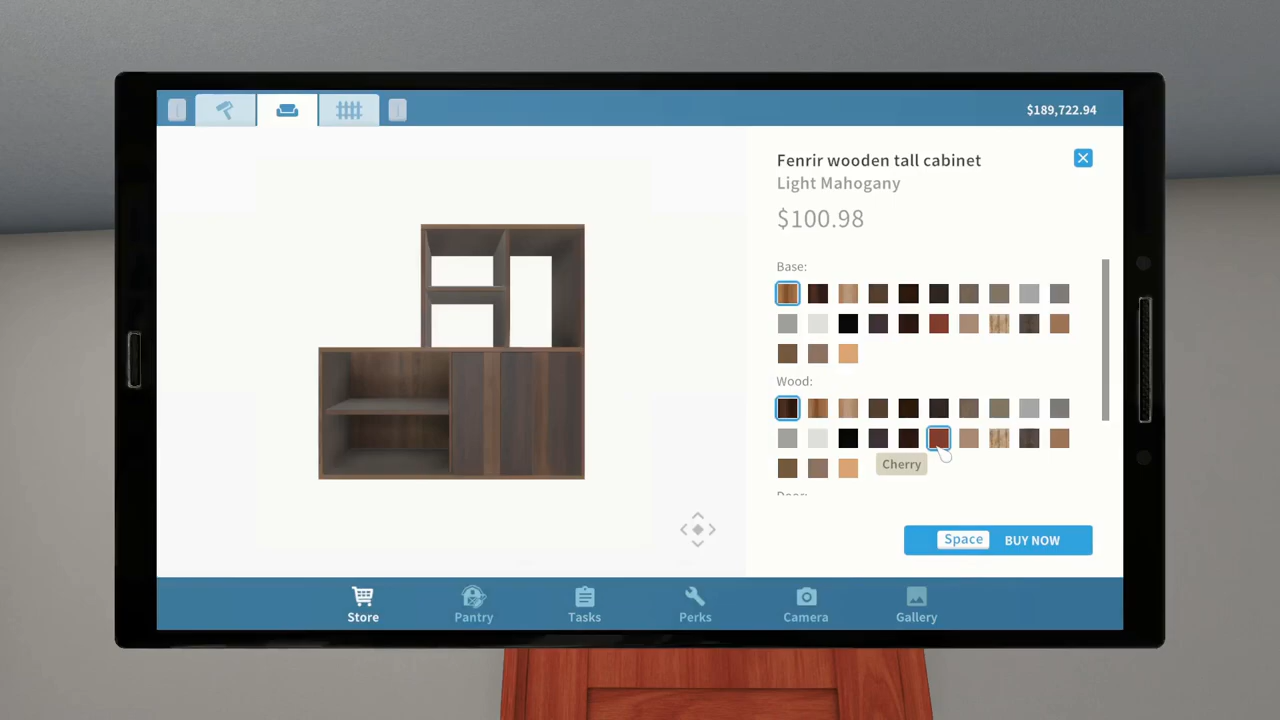 $189,722.94
Fenrir wooden tall cabinet
Light Mahogany
$100.98
Base:
Wood:
Cherry
Door:
Space BUY NOW
Store Pantry Tasks Perks Camera Gallery